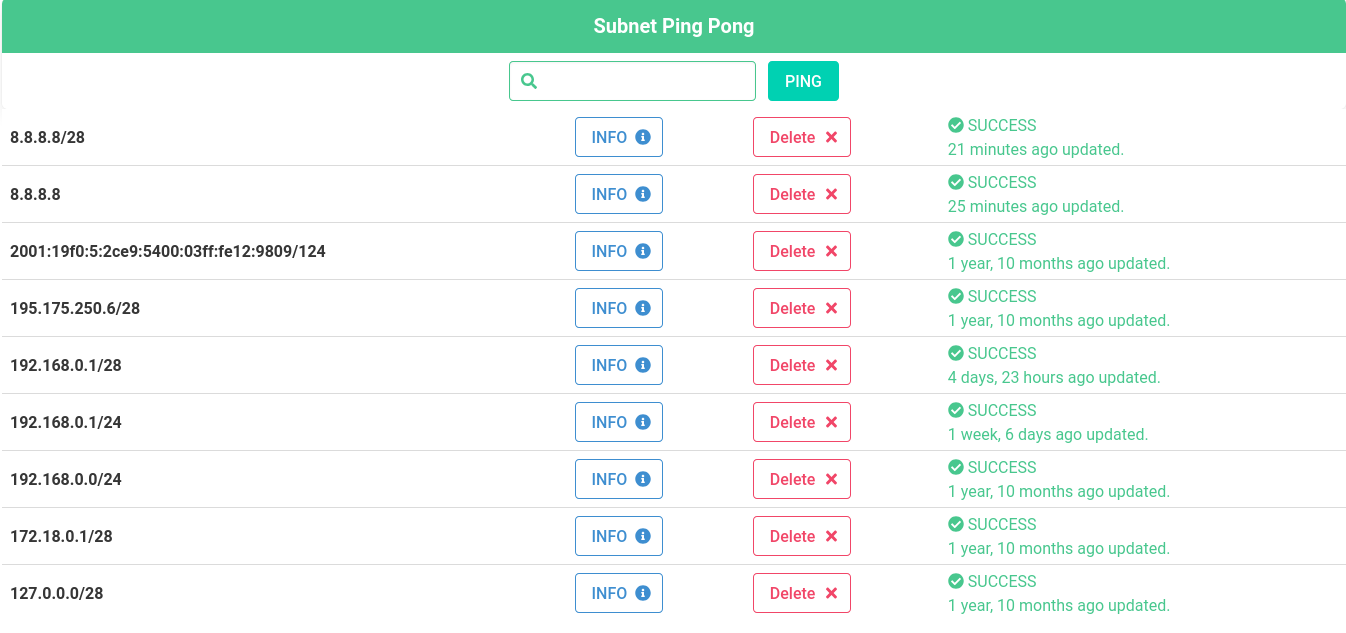 Subnet Ping Pong
PING
8.8.8.8/28 INFO Delete SUCCESS
21 minutes ago updated.
8.8.8.8 INFO Delete SUCCESS
25 minutes ago updated.
2001:19f0:5:2ce9:5400:03ff:fe12:9809/124 INFO Delete SUCCESS
1 year, 10 months ago updated.
195.175.250.6/28 INFO Delete SUCCESS
1 year, 10 months ago updated.
192.168.0.1/28 INFO Delete SUCCESS
4 days, 23 hours ago updated.
192.168.0.1/24 INFO Delete SUCCESS
1 week, 6 days ago updated.
192.168.0.0/24 INFO Delete SUCCESS
1 year, 10 months ago updated.
172.18.0.1/28 INFO Delete SUCCESS
1 year, 10 months ago updated.
127.0.0.0/28 INFO Delete SUCCESS
1 year, 10 months ago updated.